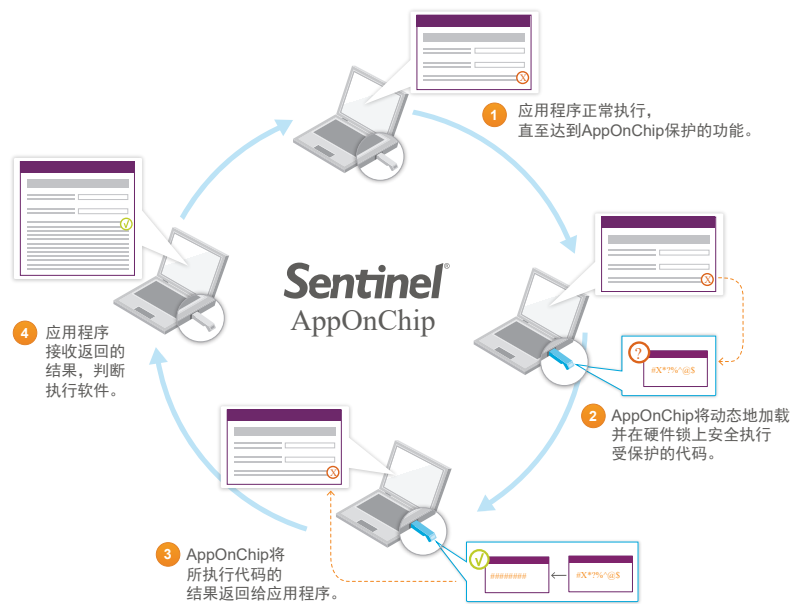 X
1
应用程序正常执行，
直至达到AppOnChip保护的功能。
X
?
#X*?%^@$
2
AppOnChip将动态地加载
并在硬件锁上安全执行
受保护的代码。
Sentinel®
AppOnChip
4
应用程序
接收返回的
结果，判断
执行软件。
X
3
AppOnChip将
所执行代码的
结果返回给应用程序。
########
#X*?%^@$